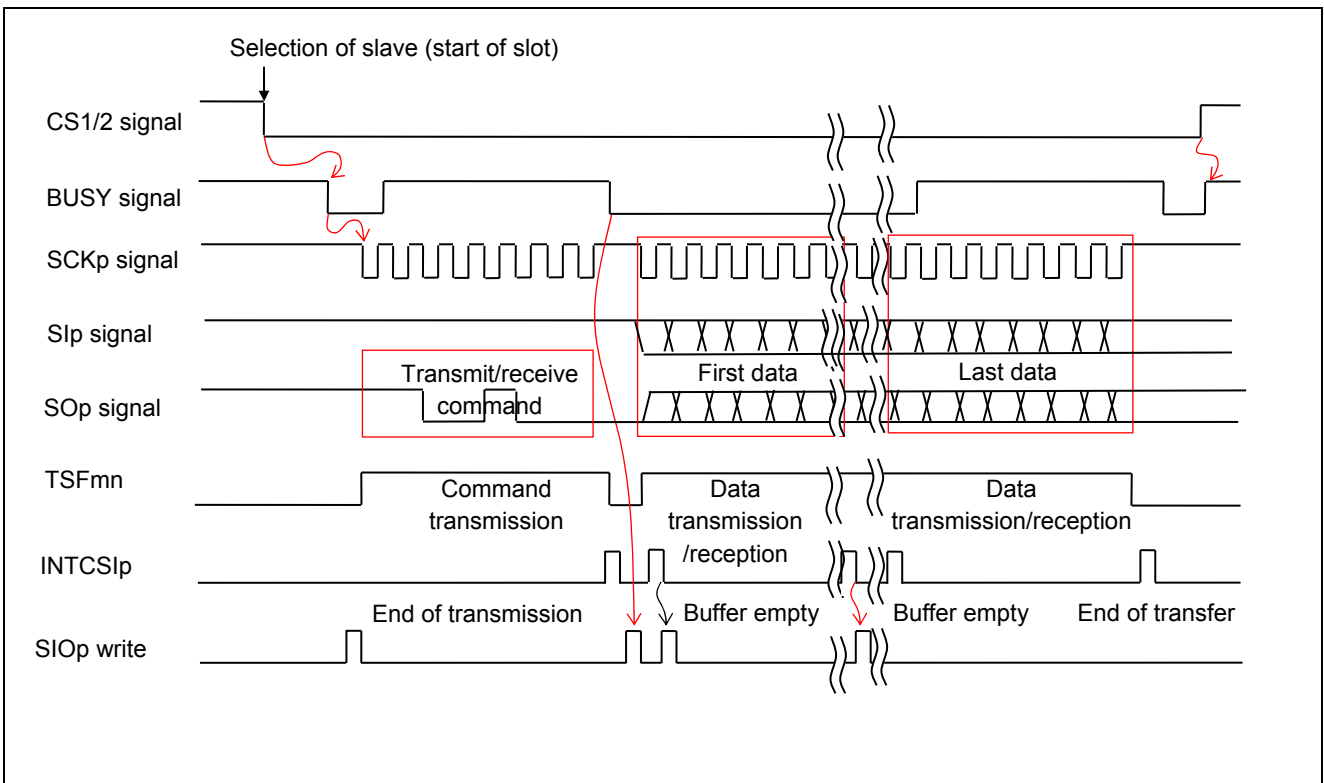 Selection of slave (start of slot)
CS1/2 signal
BUSY signal
SCKp signal
SIp signal
Transmit/receive
command
First data
Last data
SOp signal
TSFmn
Command
transmission
Data
transmission
/reception
Data
transmission/reception
INTCSIp
End of transmission
Buffer empty
Buffer empty
End of transfer
SIOp write